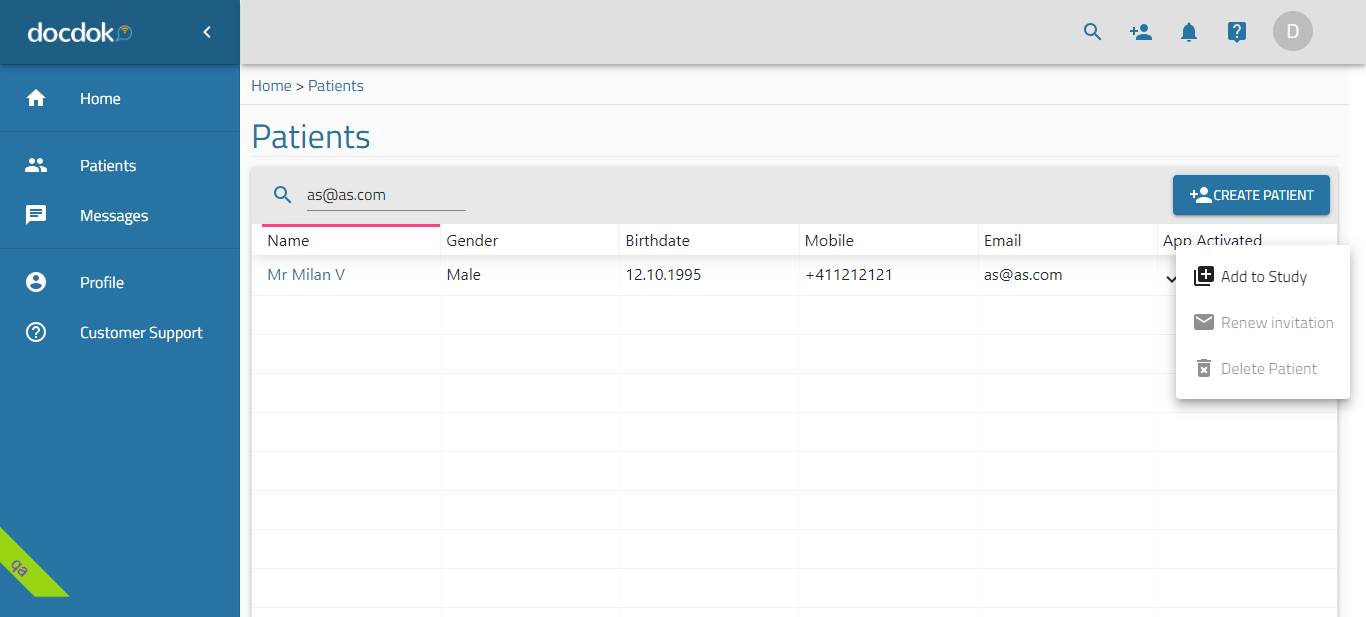 docdok
D
Home
Patients
Messages
Profile
Customer Support
qa
Home > Patients
Patients
as@as.com
CREATE PATIENT
Name Gender Birthdate Mobile Email App Activated
Mr Milan V Male 12.10.1995 +411212121 as@as.com
Add to Study
Renew invitation
Delete Patient